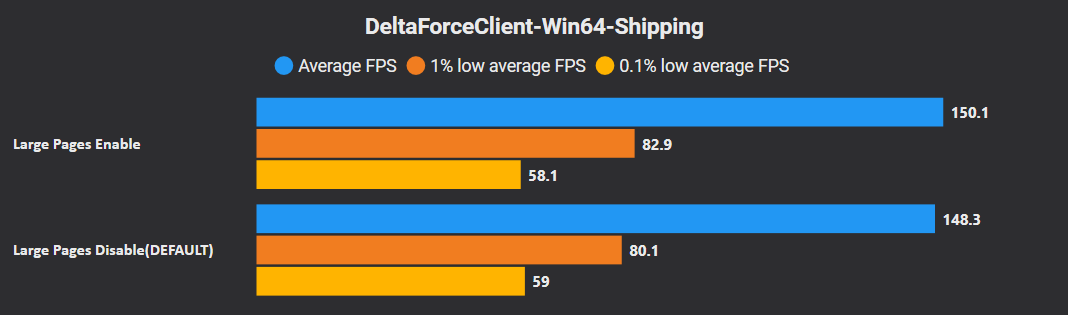 DeltaForceClient-Win64-Shipping
Average FPS 1% low average FPS 0.1% low average FPS
150.1
Large Pages Enable 82.9
58.1
148.3
Large Pages Disable(DEFAULT) 80.1
59